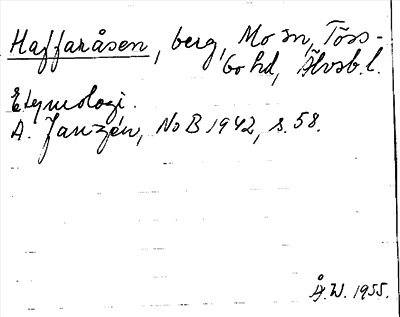 Haffaråsen, berg, Mo sn, Töss-
bo hd, Älvsb. l.
Etymologi.
A. Janzén, NoB 1942, s. 58.
Å.W. 1955.